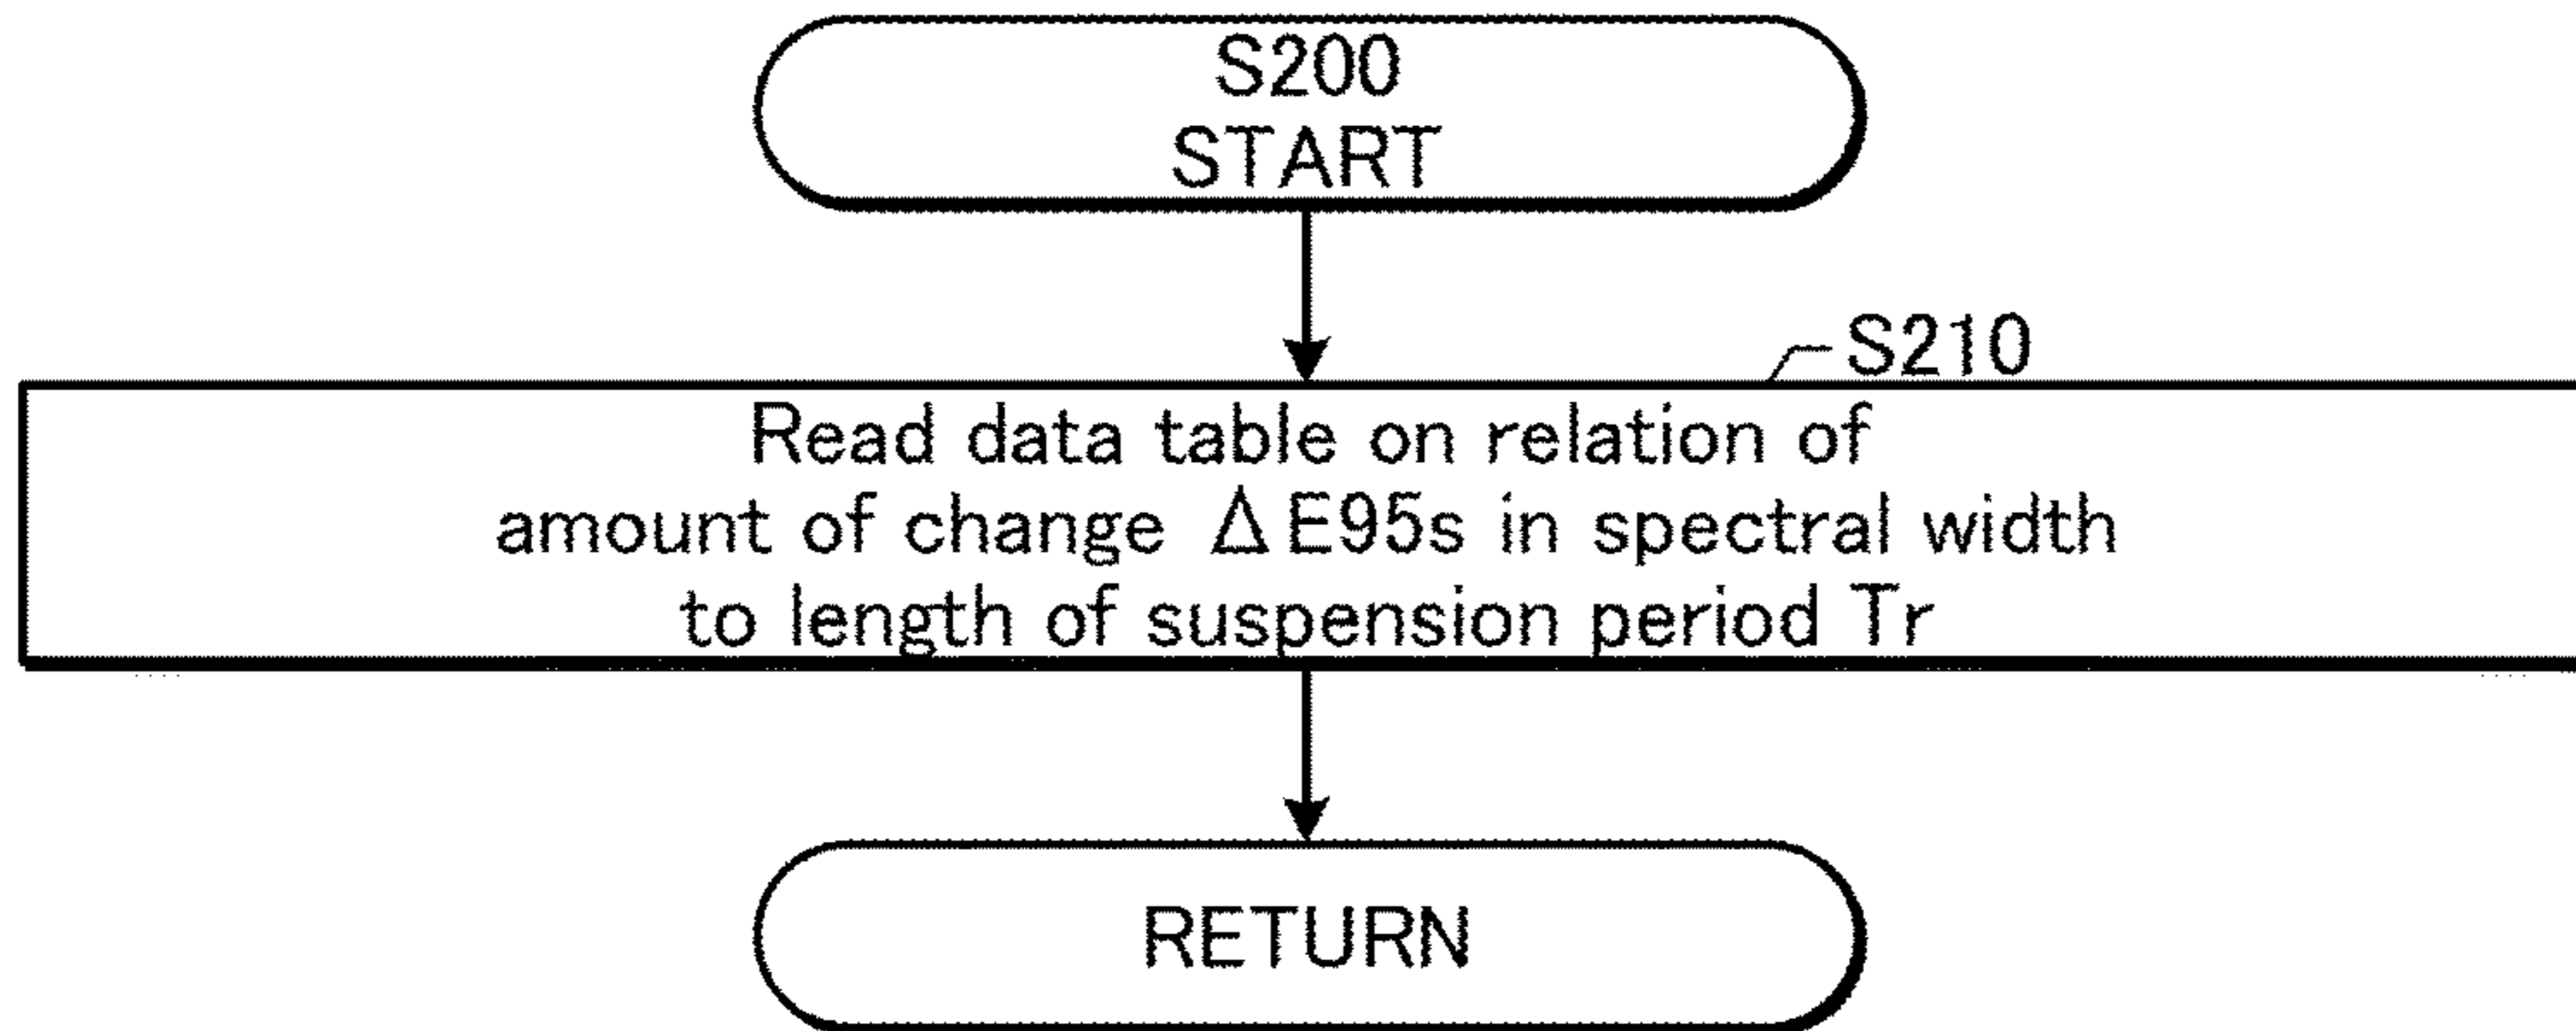 S200
START
S210
Read data table on relation of
amount of change ΔE95s in spectral width
to length of suspension period Tr
RETURN